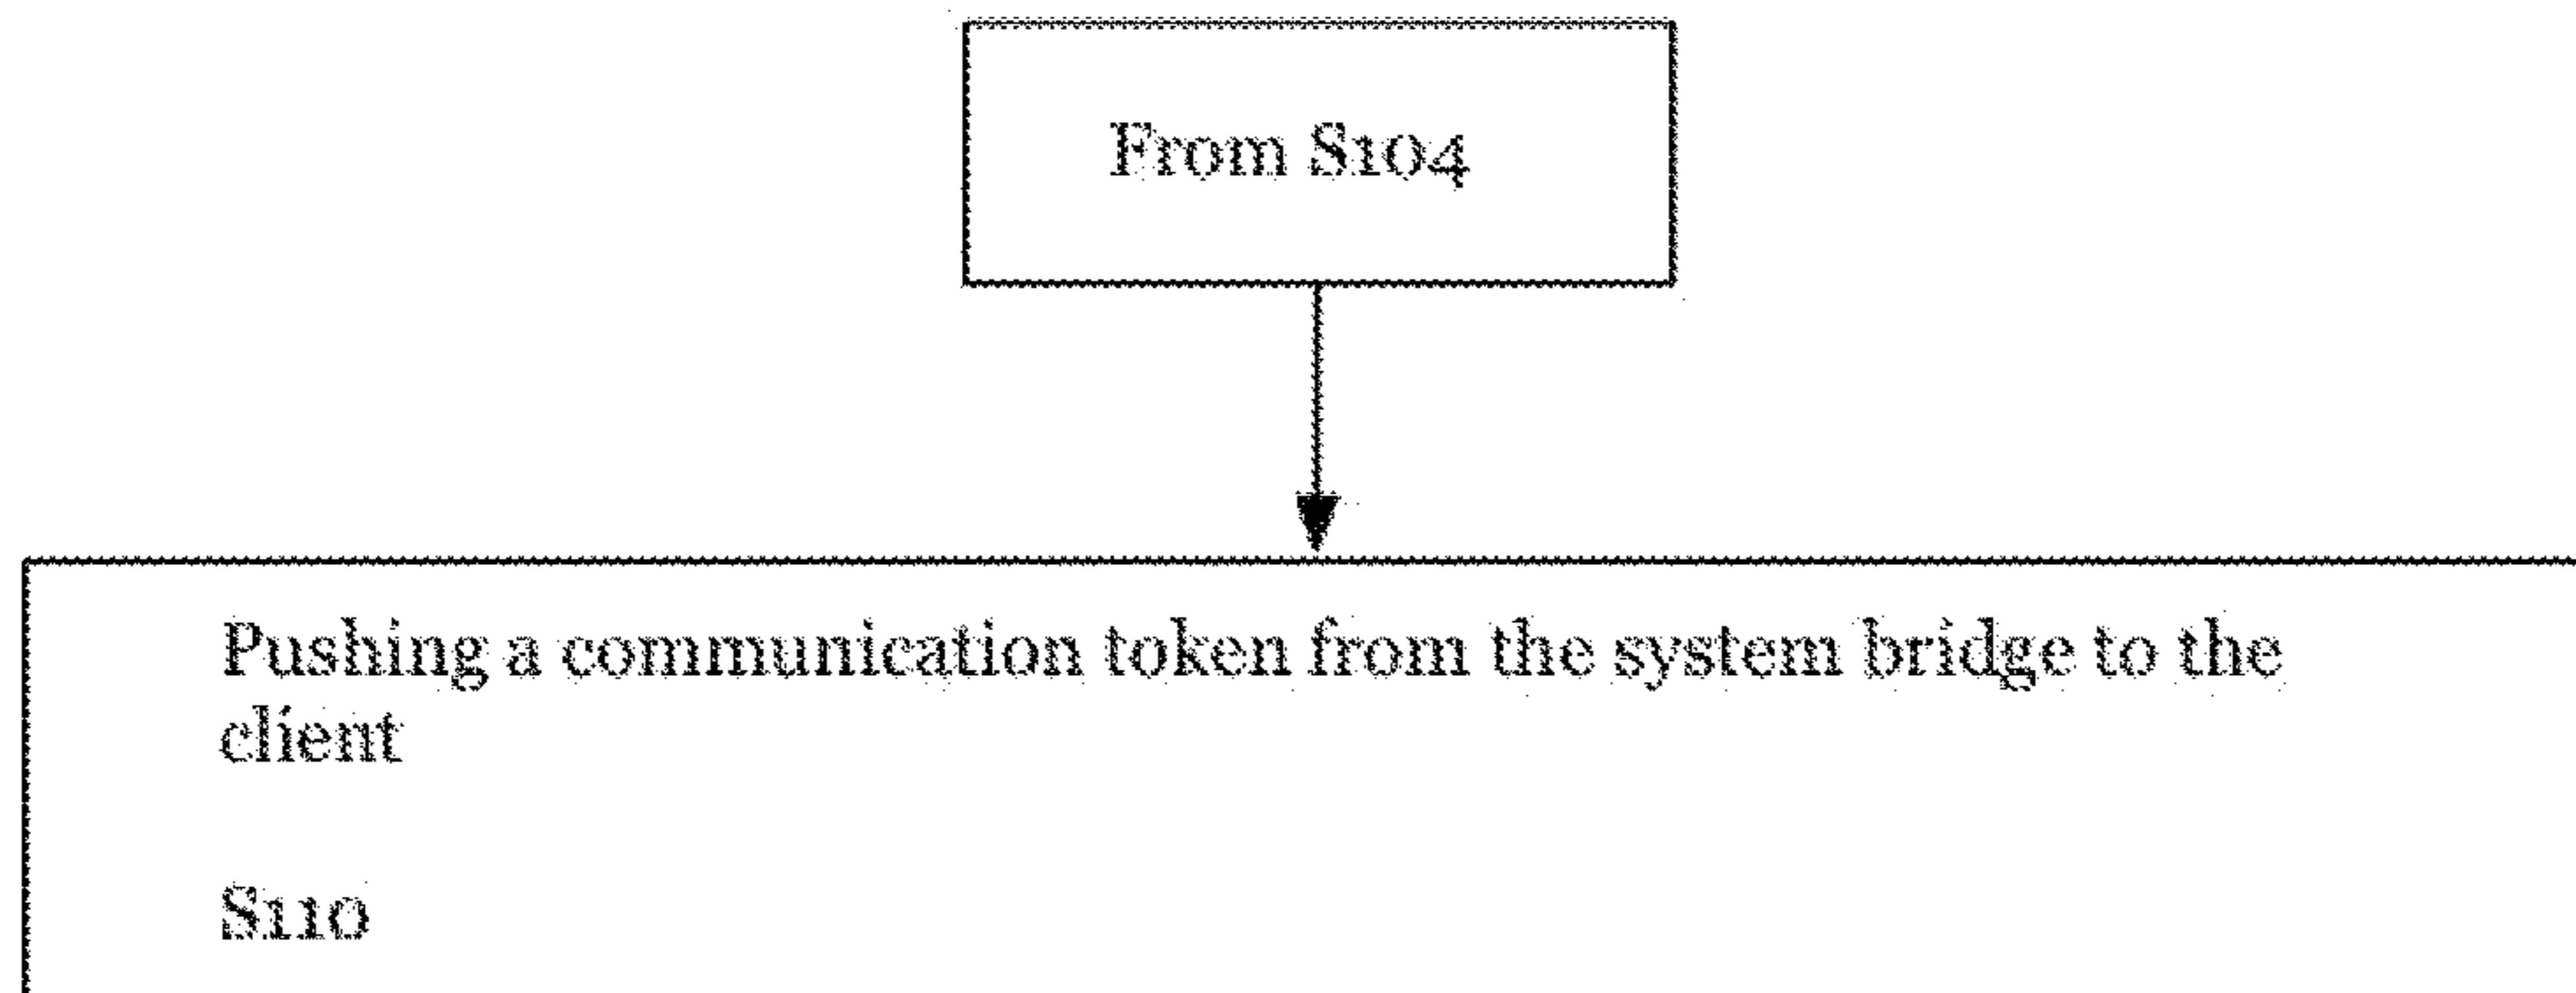 From S104
Pushing a communication token from the system bridge to the
client
S110